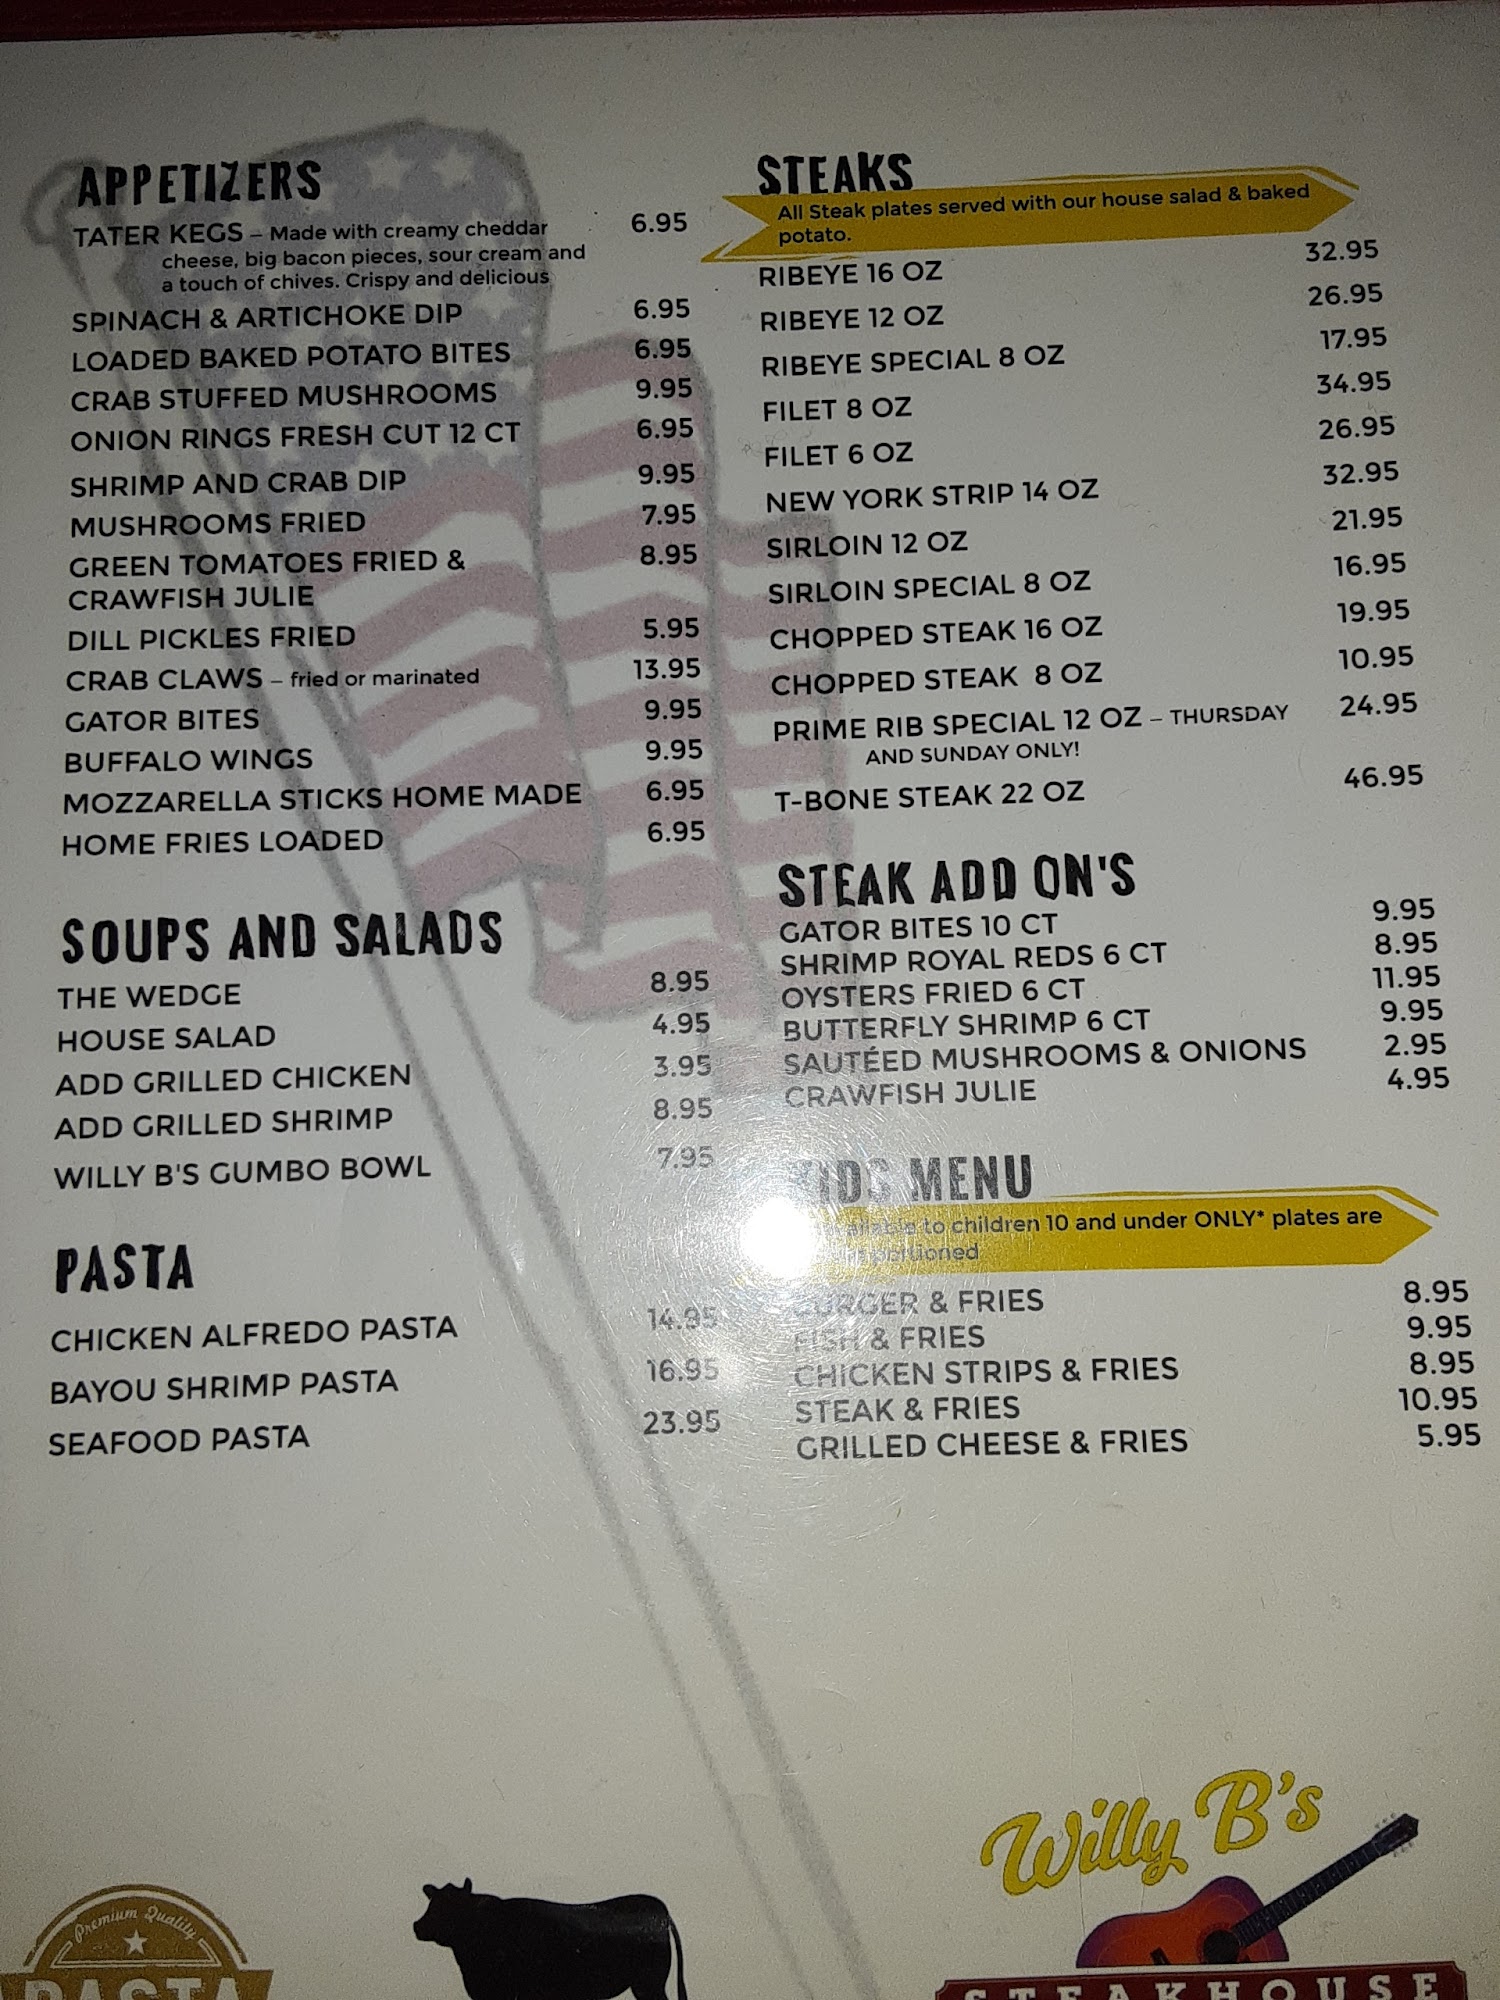 APPETIZERS
TATER KEGS – Made with creamy cheddar 6.95
cheese, big bacon pieces, sour cream and
a touch of chives. Crispy and delicious
SPINACH & ARTICHOKE DIP 6.95
LOADED BAKED POTATO BITES 6.95
CRAB STUFFED MUSHROOMS 9.95
ONION RINGS FRESH CUT 12 CT 6.95
SHRIMP AND CRAB DIP 9.95
MUSHROOMS FRIED 7.95
GREEN TOMATOES FRIED & 8.95
CRAWFISH JULIE
DILL PICKLES FRIED 5.95
CRAB CLAWS – fried or marinated 13.95
GATOR BITES 9.95
BUFFALO WINGS 9.95
MOZZARELLA STICKS HOME MADE 6.95
HOME FRIES LOADED 6.95
SOUPS AND SALADS
THE WEDGE 8.95
HOUSE SALAD 4.95
ADD GRILLED CHICKEN 3.95
ADD GRILLED SHRIMP 8.95
WILLY B'S GUMBO BOWL 7.95
PASTA
CHICKEN ALFREDO PASTA 14.95
BAYOU SHRIMP PASTA 16.95
SEAFOOD PASTA 23.95
STEAKS
All Steak plates served with our house salad & baked
potato.
RIBEYE 16 OZ 32.95
RIBEYE 12 OZ 26.95
RIBEYE SPECIAL 8 OZ 17.95
FILET 8 OZ 34.95
FILET 6 OZ 26.95
NEW YORK STRIP 14 OZ 32.95
SIRLOIN 12 OZ 21.95
SIRLOIN SPECIAL 8 OZ 16.95
CHOPPED STEAK 16 OZ 19.95
CHOPPED STEAK 8 OZ 10.95
PRIME RIB SPECIAL 12 OZ – THURSDAY 24.95
AND SUNDAY ONLY!
T-BONE STEAK 22 OZ 46.95
STEAK ADD ON'S
GATOR BITES 10 CT 9.95
SHRIMP ROYAL REDS 6 CT 8.95
OYSTERS FRIED 6 CT 11.95
BUTTERFLY SHRIMP 6 CT 9.95
SAUTÉED MUSHROOMS & ONIONS 2.95
CRAWFISH JULIE 4.95
KIDS MENU
to children 10 and under ONLY* plates are
BURGER & FRIES 8.95
FISH & FRIES 9.95
CHICKEN STRIPS & FRIES 8.95
STEAK & FRIES 10.95
GRILLED CHEESE & FRIES 5.95
Premium Quality
PASTA
Willy B's
STEAKHOUSE